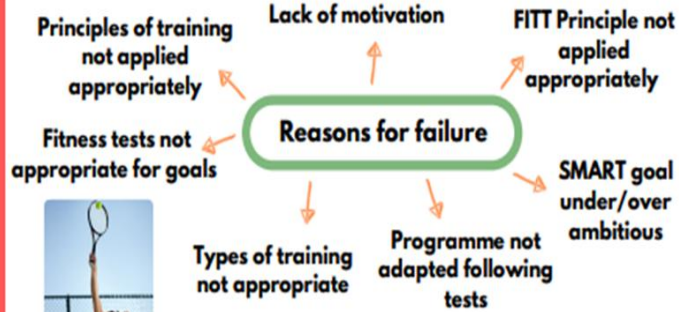 Lack of motivation
Principles of training
not applied
appropriately
FITT Principle not
applied
appropriately
Reasons for failure
Fitness tests not
appropriate for goals
SMART goal
under/over
ambitious
Types of training
not appropriate
Programme not
adapted following
tests